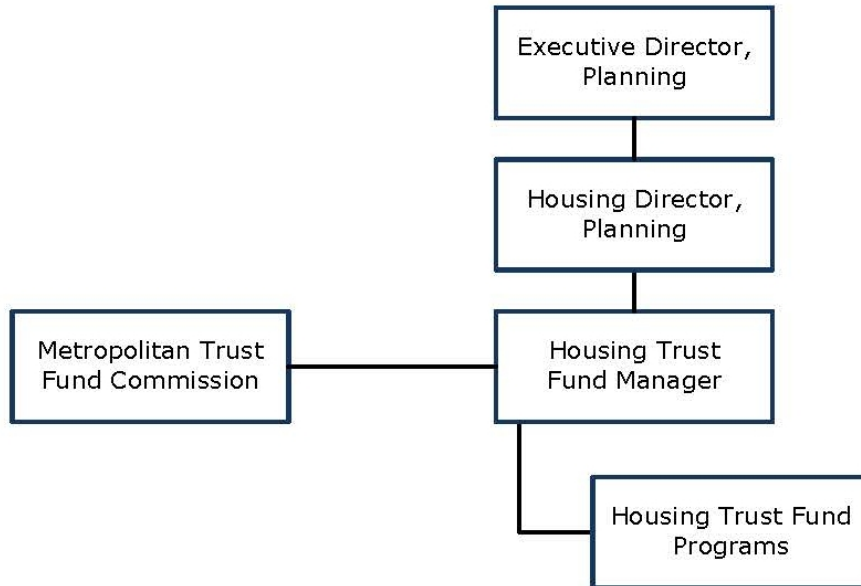 Executive Director,
Planning
Housing Director,
Planning
Metropolitan Trust
Fund Commission
Housing Trust
Fund Manager
Housing Trust Fund
Programs